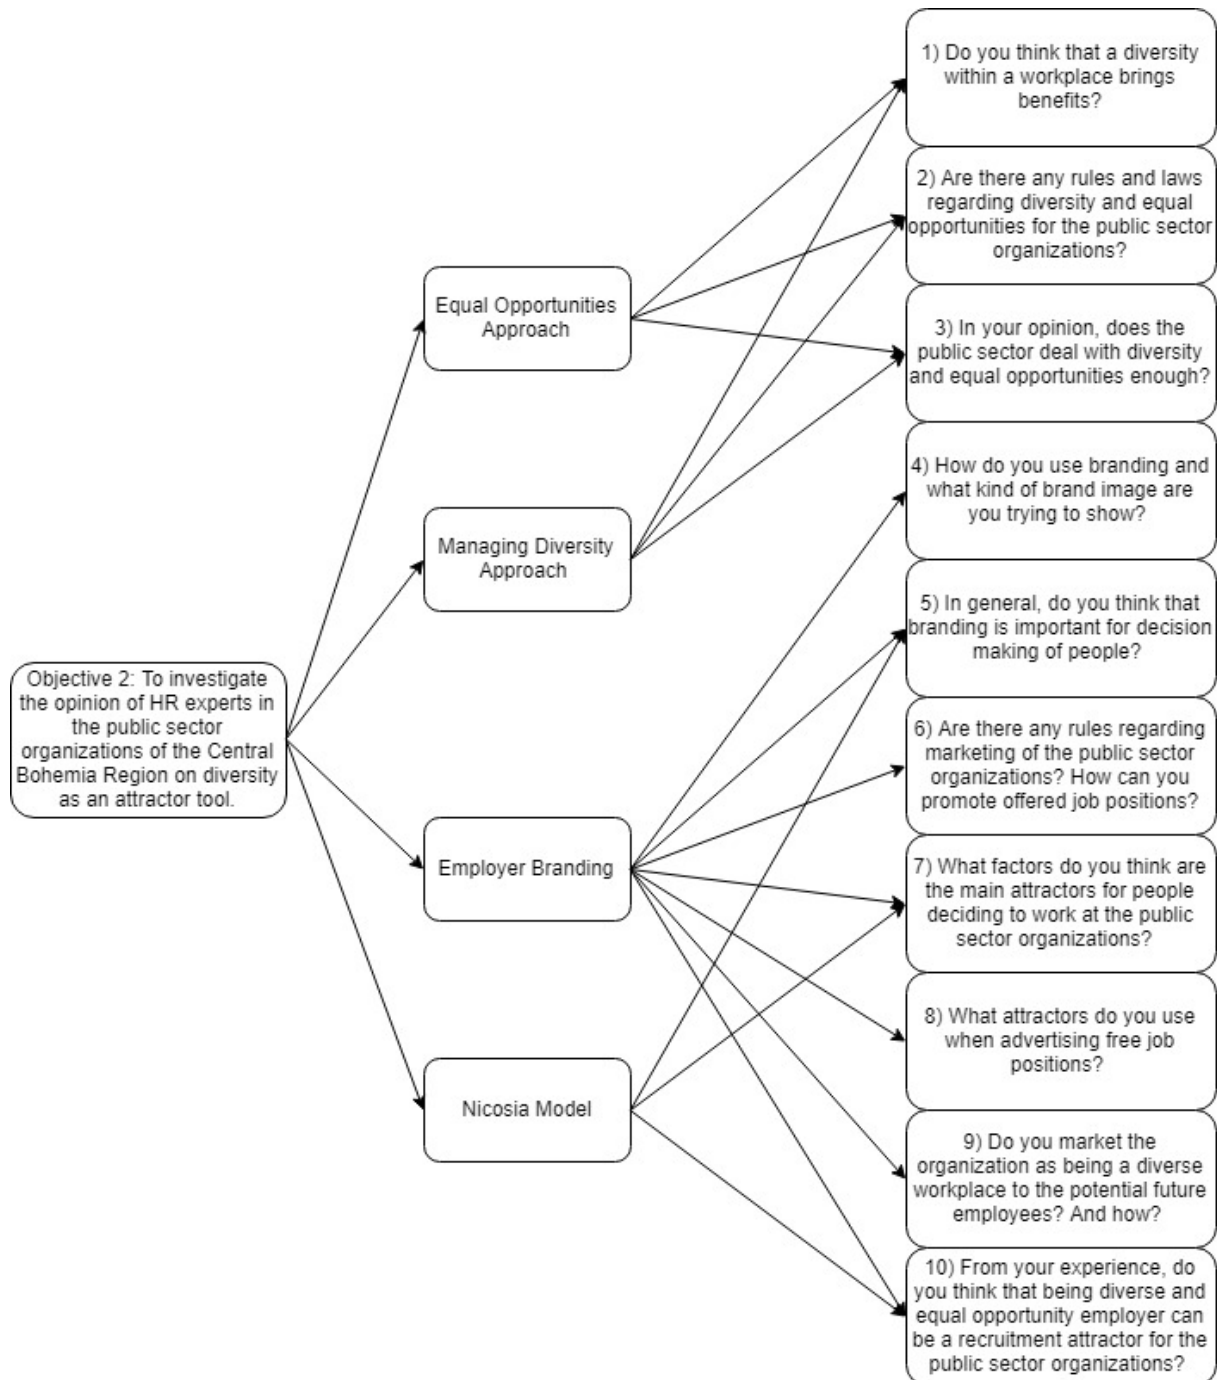 1) Do you think that a diversity
within a workplace brings
benefits?
2) Are there any rules and laws
regarding diversity and equal
opportunities for the public sector
organizations?
Equal Opportunities
Approach
3) In your opinion, does the
public sector deal with diversity
and equal opportunities enough?
4) How do you use branding and
what kind of brand image are
you trying to show?
Managing Diversity
Approach
5) In general, do you think that
branding is important for decision
making of people?
Objective 2: To investigate
the opinion of HR experts in
the public sector
organizations of the Central
Bohemia Region on diversity
as an attractor tool.
6) Are there any rules regarding
marketing of the public sector
organizations? How can you
promote offered job positions?
Employer Branding
7) What factors do you think are
the main attractors for people
deciding to work at the public
sector organizations?
8) What attractors do you use
when advertising free job
positions?
Nicosia Model
9) Do you market the
organization as being a diverse
workplace to the potential future
employees? And how?
10) From your experience, do
you think that being diverse and
equal opportunity employer can
be a recruitment attractor for the
public sector organizations?